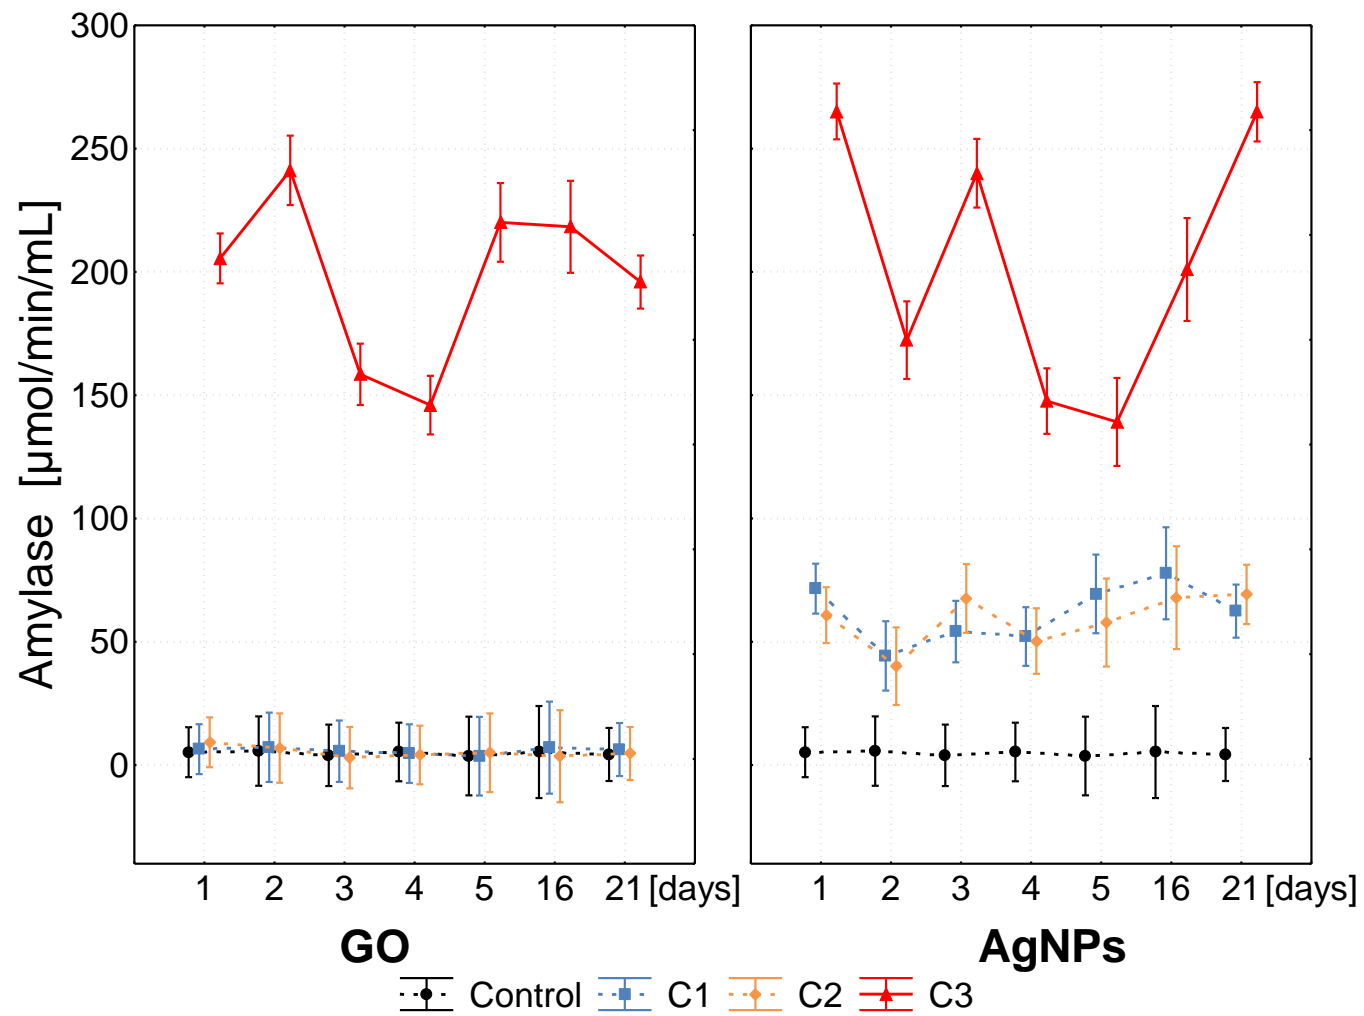 Amylase [µmol/min/mL]
300
250
200
150
100
50
0
1 2 3 4 5 16 21 [days]
1 2 3 4 5 16 21 [days]
GO
AgNPs
Control C1 C2 C3